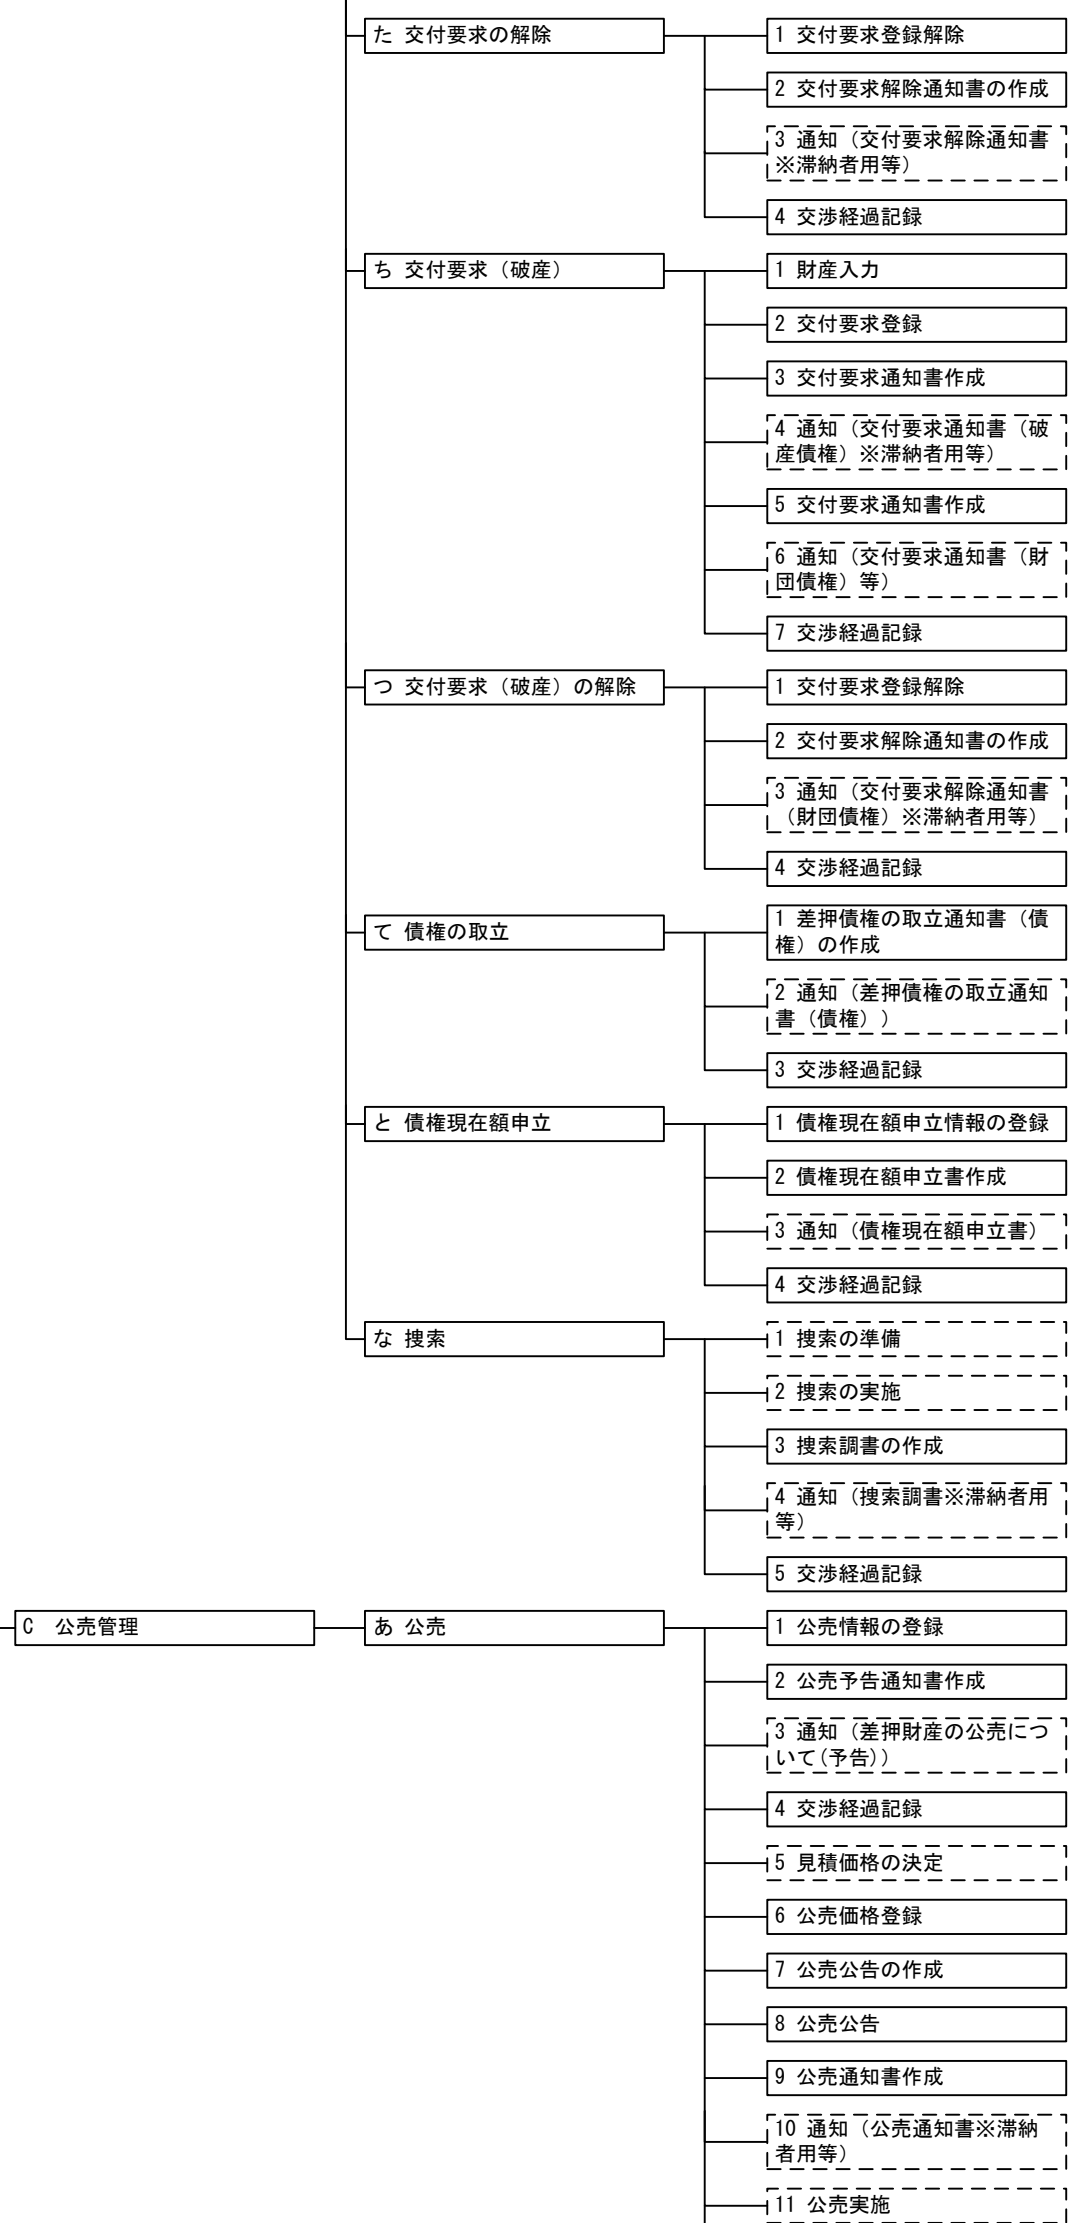 た 交付要求の解除
1 交付要求登録解除
2 交付要求解除通知書の作成
3 通知（交付要求解除通知書
※滞納者用等）
4 交渉経過記録
ち 交付要求（破産）
1 財産入力
2 交付要求登録
3 交付要求通知書作成
4 通知（交付要求通知書（破
産債権）※滞納者用等）
5 交付要求通知書作成
6 通知（交付要求通知書（財
団債権）等）
7 交渉経過記録
つ 交付要求（破産）の解除
1 交付要求登録解除
2 交付要求解除通知書の作成
3 通知（交付要求解除通知書
（財団債権）※滞納者用等）
4 交渉経過記録
て 債権の取立
1 差押債権の取立通知書（債
権）の作成
2 通知（差押債権の取立通知
書（債権））
3 交渉経過記録
と 債権現在額申立
1 債権現在額申立情報の登録
2 債権現在額申立書作成
3 通知（債権現在額申立書）
4 交渉経過記録
な 捜索
1 捜索の準備
2 捜索の実施
3 捜索調書の作成
4 通知（捜索調書※滞納者用
等）
5 交渉経過記録
C　公売管理
あ 公売
1 公売情報の登録
2 公売予告通知書作成
3 通知（差押財産の公売につ
いて(予告)）
4 交渉経過記録
5 見積価格の決定
6 公売価格登録
7 公売公告の作成
8 公売公告
9 公売通知書作成
10 通知（公売通知書※滞納
者用等）
11 公売実施